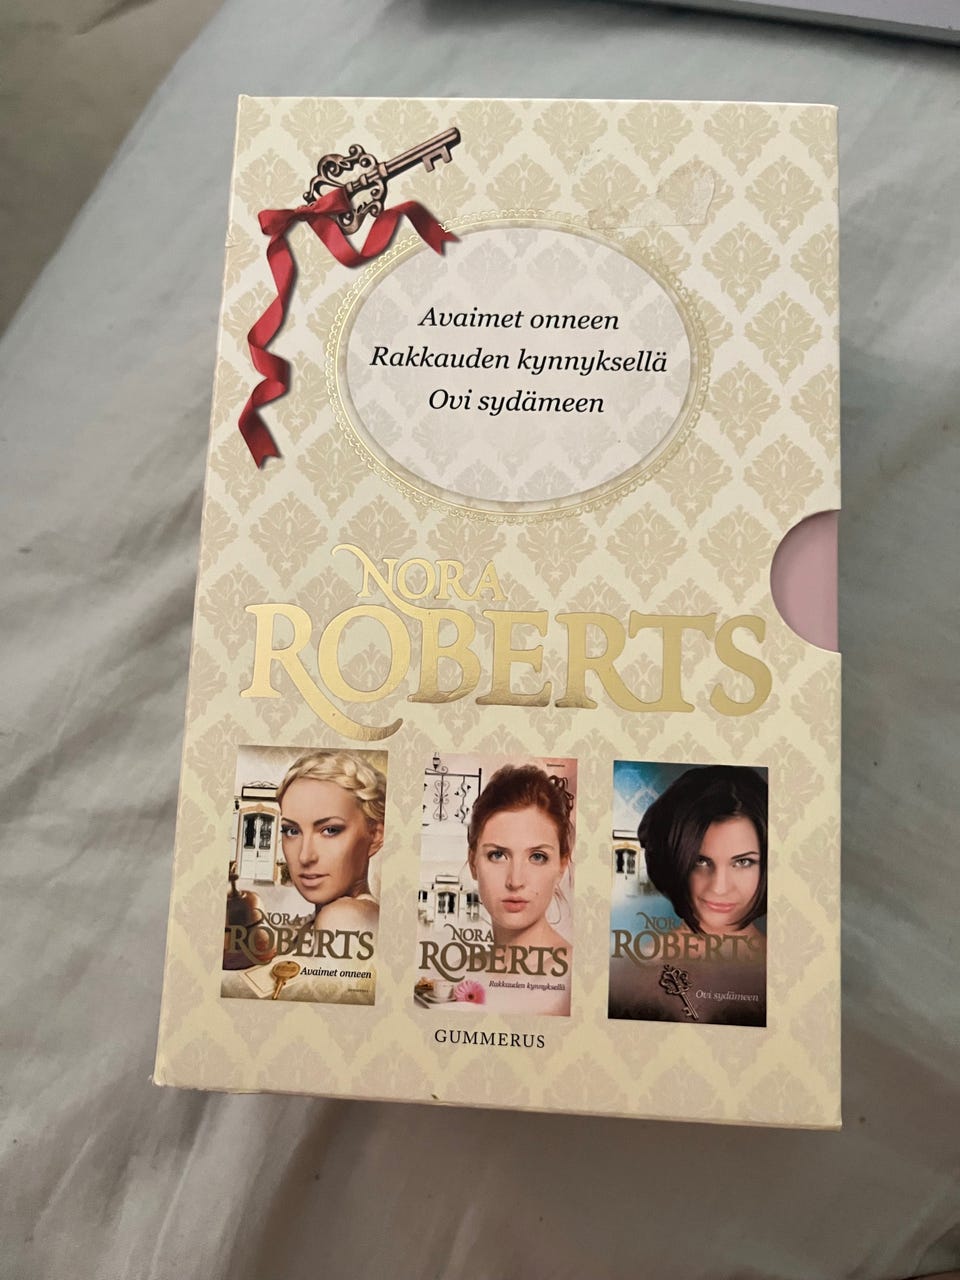 Avaimet onneen
Rakkauden kynnyksellä
Ovi sydämeen
NORA
ROBERTS
NORA
ROBERTS
Avaimet onneen
NORA
ROBERTS
Rakkauden kynnyksellä
NORA
ROBERTS
Ovi sydämeen
GUMMERUS